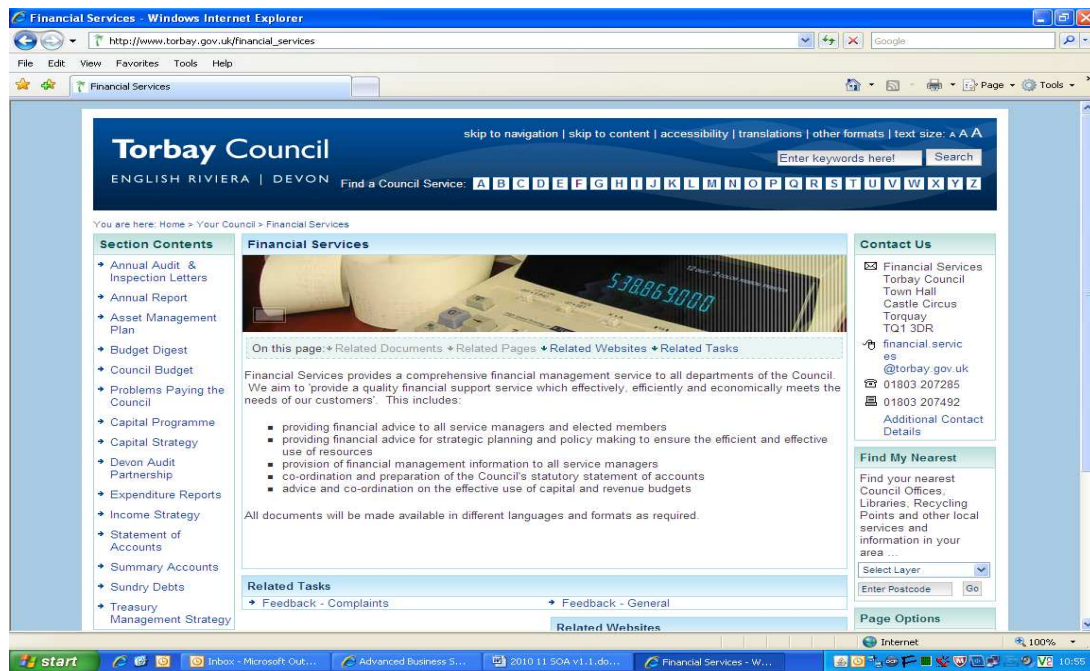 Financial Services - Windows Internet Explorer
http://www.torbay.gov.uk/financial_services
Google
File Edit View Favorites Tools Help
Financial Services
Page Tools
skip to navigation | skip to content | accessibility | translations | other formats | text size: A A A
Torbay Council
Enter keywords here!
Search
ENGLISH RIVIERA | DEVON
Find a Council Service: A B C D E F G H I J K L M N O P Q R S T U V W X Y Z
You are here: Home > Your Council > Financial Services
Section Contents
Annual Audit &
Inspection Letters
Annual Report
Asset Management
Plan
Budget Digest
Council Budget
Problems Paying the
Council
Capital Programme
Capital Strategy
Devon Audit
Partnership
Expenditure Reports
Income Strategy
Statement of
Accounts
Summary Accounts
Sundry Debts
Treasury
Management Strategy
Financial Services
538,869.000
On this page: Related Documents Related Pages Related Websites Related Tasks
Financial Services provides a comprehensive financial management service to all departments of the Council.
We aim to 'provide a quality financial support service which effectively, efficiently and economically meets the
needs of our customers'. This includes:
providing financial advice to all service managers and elected members
providing financial advice for strategic planning and policy making to ensure the efficient and effective
use of resources
provision of financial management information to all service managers
co-ordination and preparation of the Council's statutory statement of accounts
advice and co-ordination on the effective use of capital and revenue budgets
All documents will be made available in different languages and formats as required.
Related Tasks
Feedback - Complaints
Feedback - General
Related Websites
Contact Us
Financial Services
Torbay Council
Town Hall
Castle Circus
Torquay
TQ1 3DR
financial.servic
es
@torbay.gov.uk
01803 207285
01803 207492
Additional Contact
Details
Find My Nearest
Find your nearest
Council Offices,
Libraries, Recycling
Points and other local
services and
information in your
area ...
Select Layer
Enter Postcode
Go
Page Options
Internet
100%
start
Inbox - Microsoft Out...
Advanced Business S...
2010 11 SOA v1.1.do...
Financial Services - W...
10:55